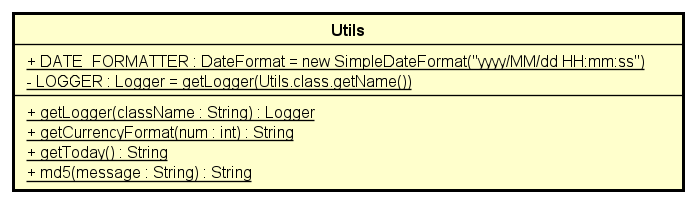 Utils
+ DATE_FORMATTER : DateFormat = new SimpleDateFormat("yyyy/MM/dd HH:mm:ss")
- LOGGER : Logger = getLogger(Utils.class.getName())
+ getLogger(className : String) : Logger
+ getCurrencyFormat(num : int) : String
+ getToday() : String
+ md5(message : String) : String